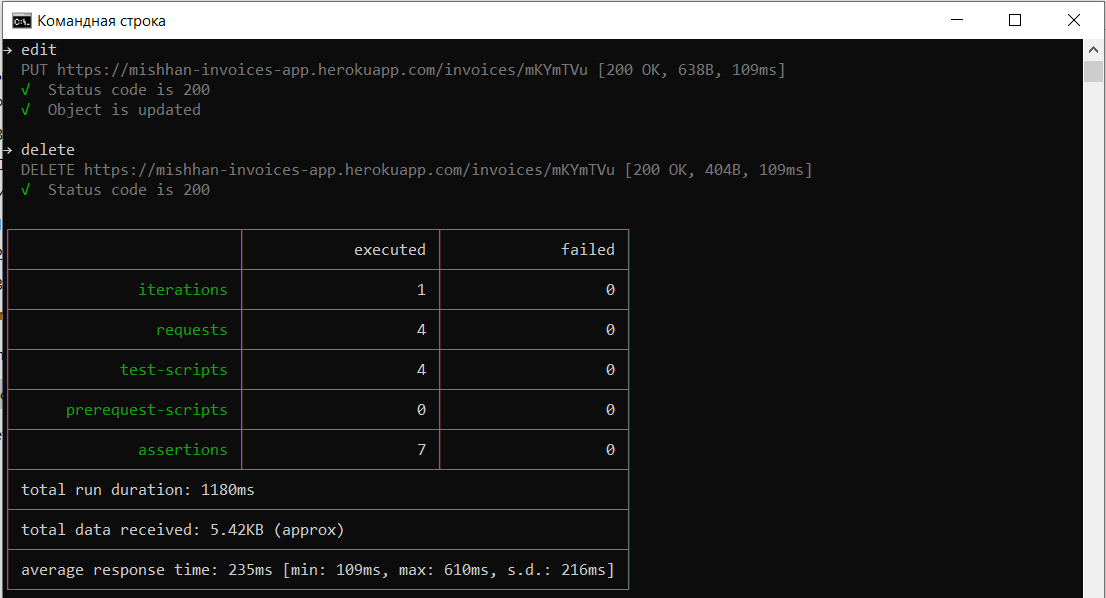 Командная строка
→ edit
PUT https://mishhan-invoices-app.herokuapp.com/invoices/mKYmTVu [200 OK, 638B, 109ms]
√ Status code is 200
√ Object is updated
→ delete
DELETE https://mishhan-invoices-app.herokuapp.com/invoices/mKYmTVu [200 OK, 404B, 109ms]
√ Status code is 200
executed failed
iterations 1 0
requests 4 0
test-scripts 4 0
prerequest-scripts 0 0
assertions 7 0
total run duration: 1180ms
total data received: 5.42KB (approx)
average response time: 235ms [min: 109ms, max: 610ms, s.d.: 216ms]